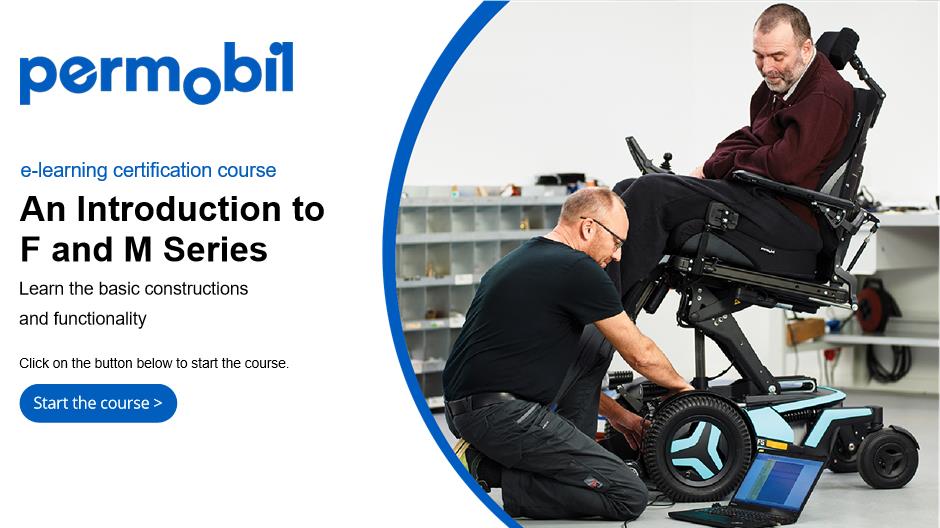 permobil
e-learning certification course
An Introduction to
F and M Series
Learn the basic constructions
and functionality
Click on the button below to start the course.
Start the course >
F5